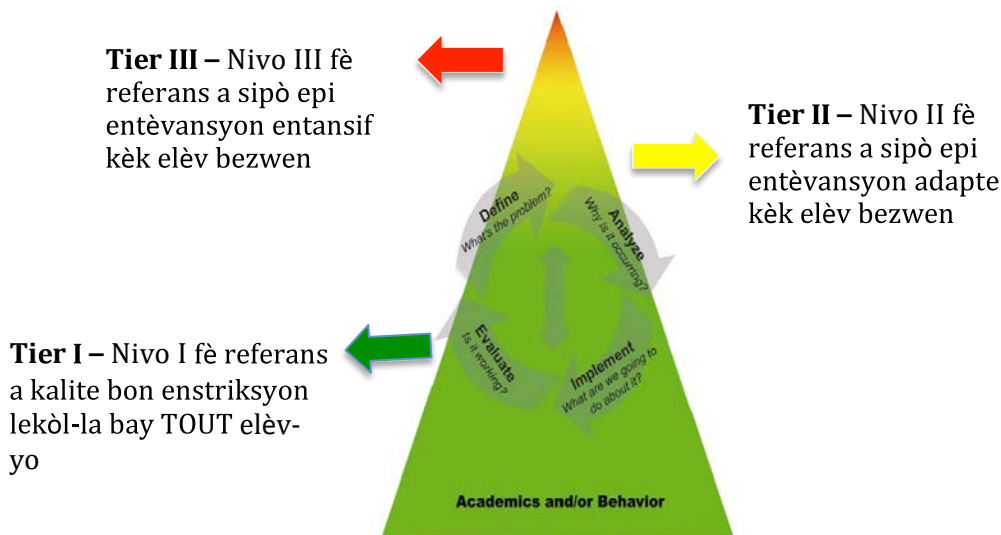 Tier III – Nivo III fè
referans a sipò epi
entèvansyon entansif
kèk elèv bezwen
Tier II – Nivo II fè
referans a sipò epi
entèvansyon adapte
kèk elèv bezwen
Define
What's the problem?
Analyze
Why is it occurring?
Implement
What are we going to
do about it?
Evaluate
Is it working?
Tier I – Nivo I fè referans
a kalite bon enstriksyon
lekòl-la bay TOUT elèv-
yo
Academics and/or Behavior